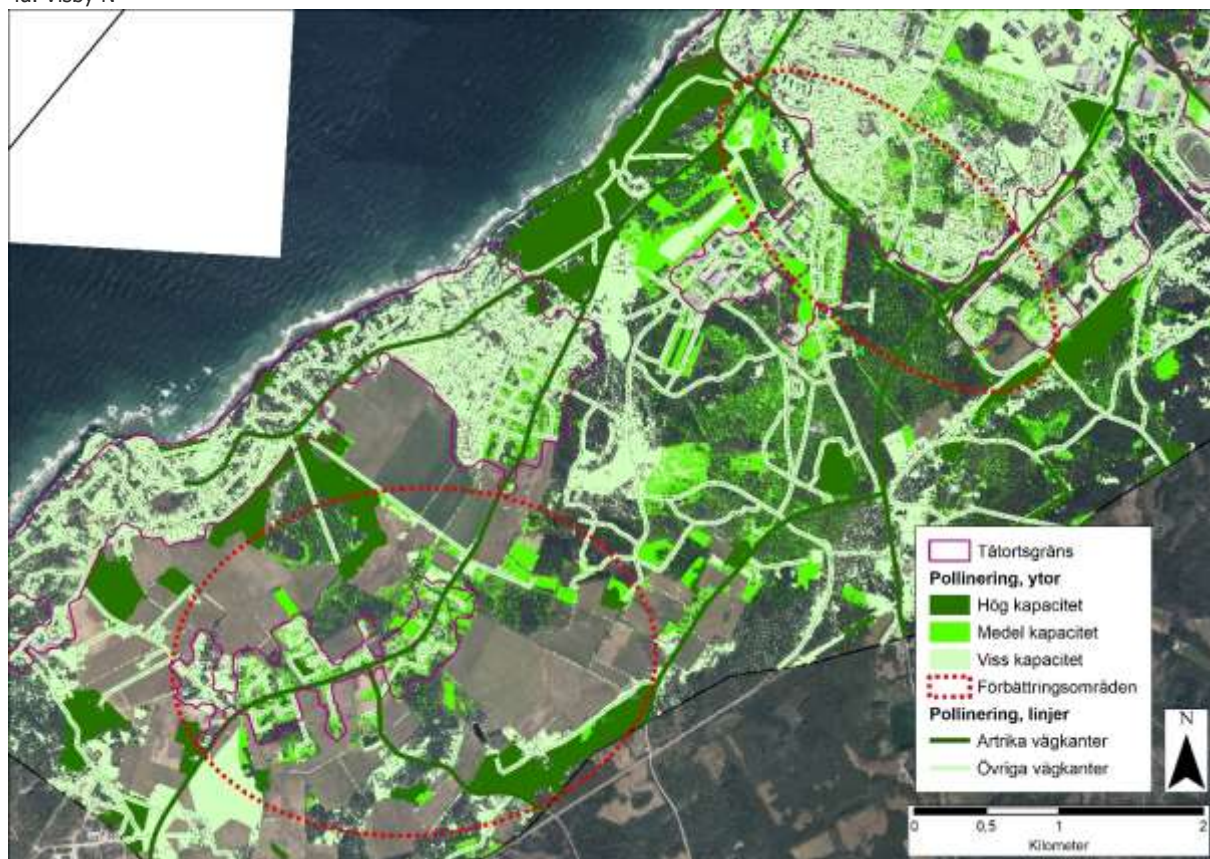 Tätortsgräns
Pollinering, ytor
Hög kapacitet
Medel kapacitet
Viss kapacitet
Förbättringsområden
Pollinering, linjer
Artrika vägkanter
Övriga vägkanter
N
0 0,5 1 2
Kilometer